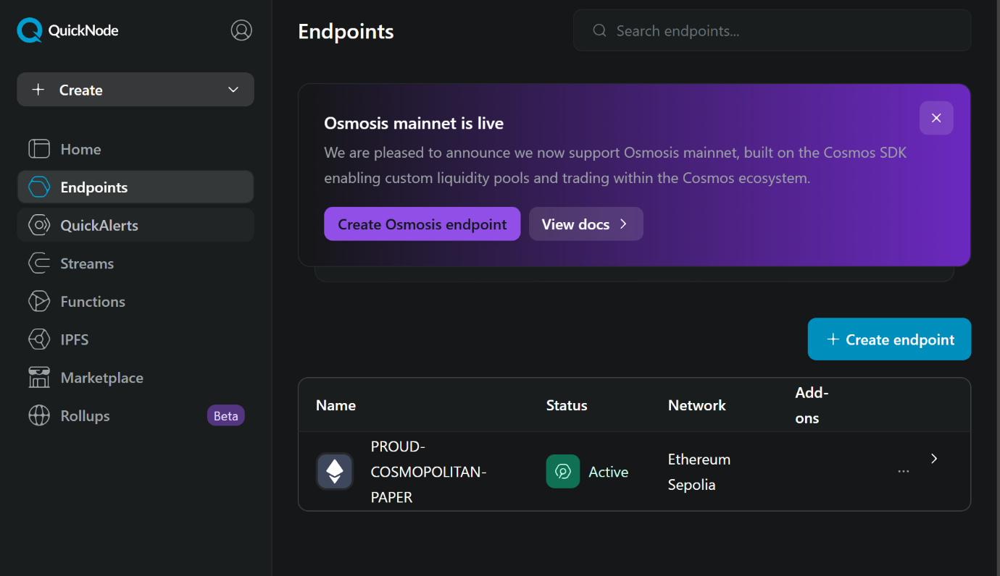 QuickNode
Create
Home
Endpoints
QuickAlerts
Streams
Functions
IPFS
Marketplace
Rollups
Beta
Endpoints
Search endpoints...
Osmosis mainnet is live
We are pleased to announce we now support Osmosis mainnet, built on the Cosmos SDK
enabling custom liquidity pools and trading within the Cosmos ecosystem.
Create Osmosis endpoint
View docs
+ Create endpoint
Name
Status
Network
Add-
ons
PROUD-
COSMOPOLITAN-
PAPER
Active
Ethereum
Sepolia